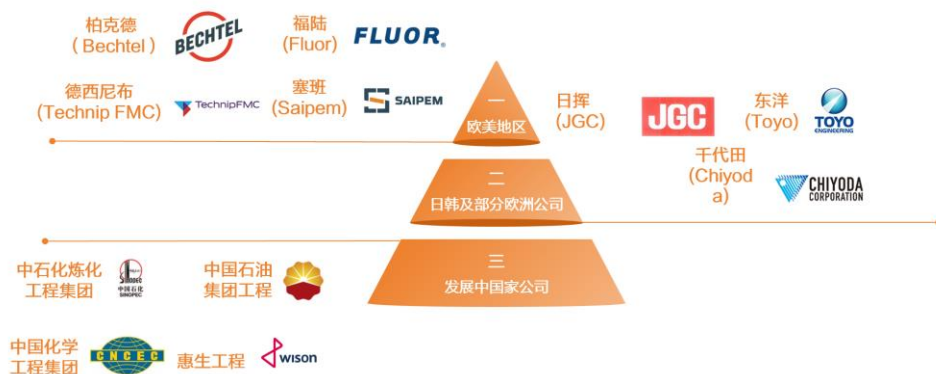 柏克德
( Bechtel )
BECHTEL
福陆
(Fluor)
FLUOR®
德西尼布
(Technip FMC)
TechnipFMC
塞班
(Saipem)
SAIPEM
一
欧美地区
日挥
(JGC)
JGC
东洋
(Toyo)
TOYO
ENGINEERING
千代田
(Chiyod
a)
CHIYODA
CORPORATION
二
日韩及部分欧洲公司
三
发展中国家公司
中石化炼化
工程集团
中国石化
SINOPEC
中国石油
集团工程
中国化学
工程集团
CNCEC
惠生工程
wison